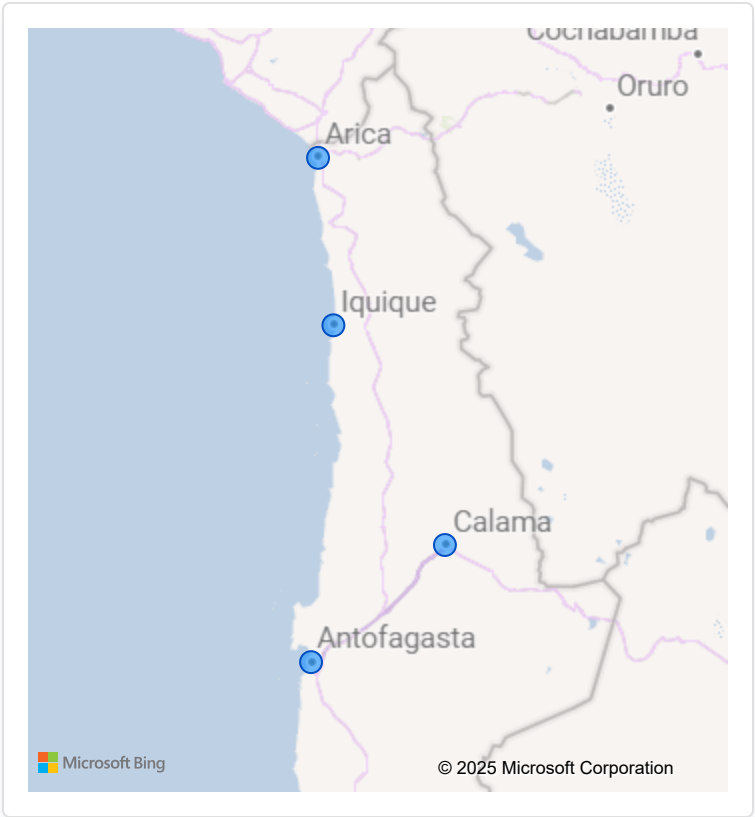 Cochabamba
Oruro
Arica
Iquique
Calama
Antofagasta
Microsoft Bing
© 2025 Microsoft Corporation